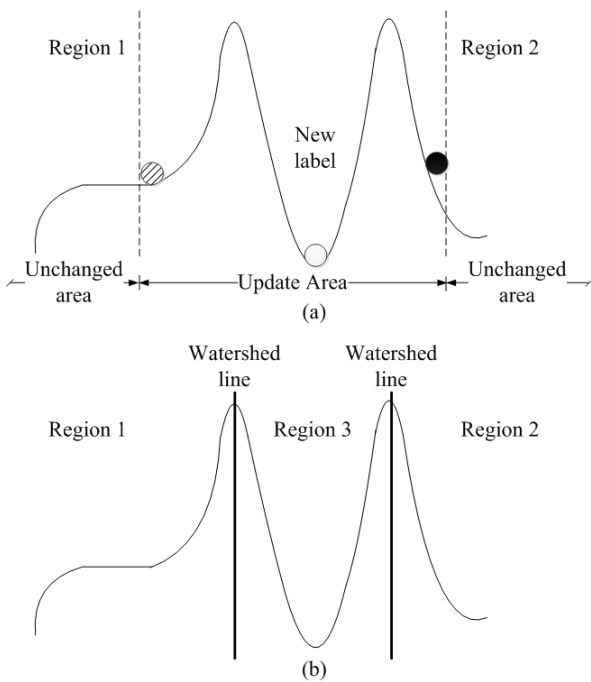 Region 1
Region 2
New
label
Unchanged
area
Update Area
Unchanged
area
(a)
Watershed
line
Watershed
line
Region 1
Region 3
Region 2
(b)